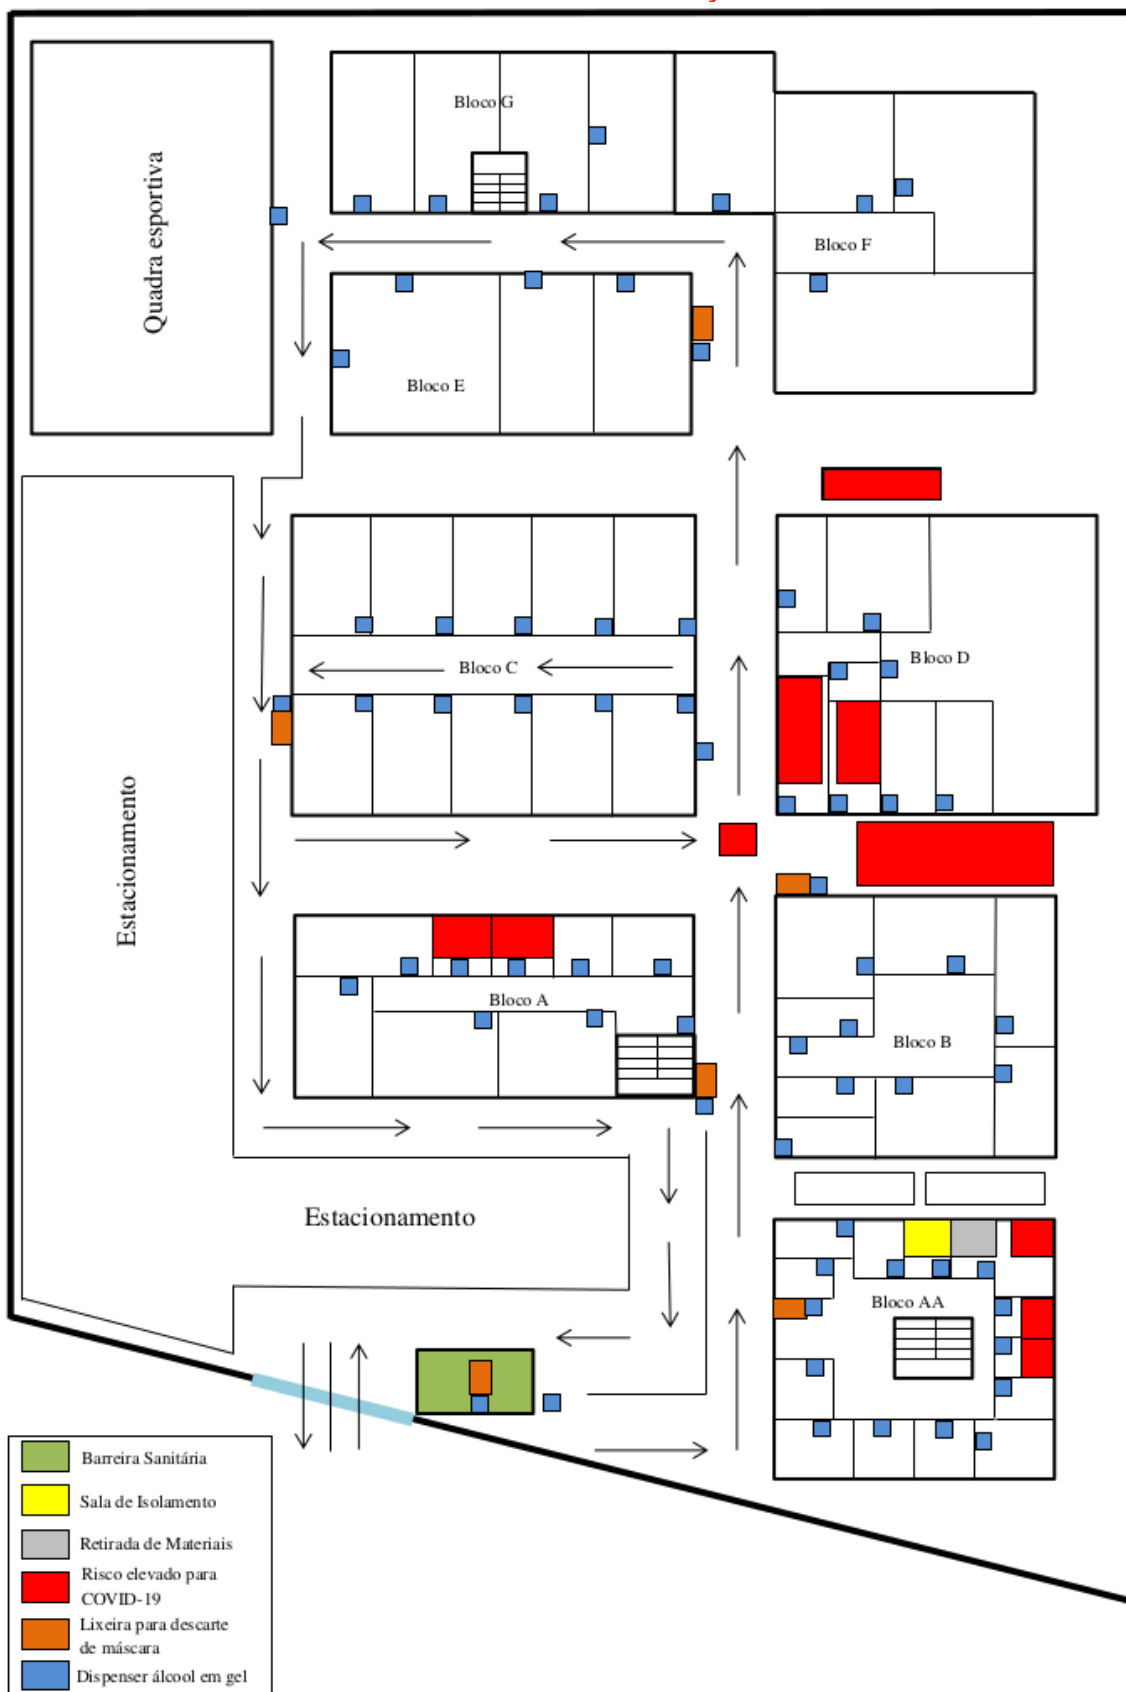 Bloco G
Quadra esportiva
Bloco F
Bloco E
Bloco D
Bloco C
Estacionamento
Bloco A
Bloco B
Estacionamento
Bloco AA
Barreira Sanitária
Sala de Isolamento
Retirada de Materiais
Risco elevado para
COVID-19
Lixeira para descarte
de máscara
Dispenser álcool em gel